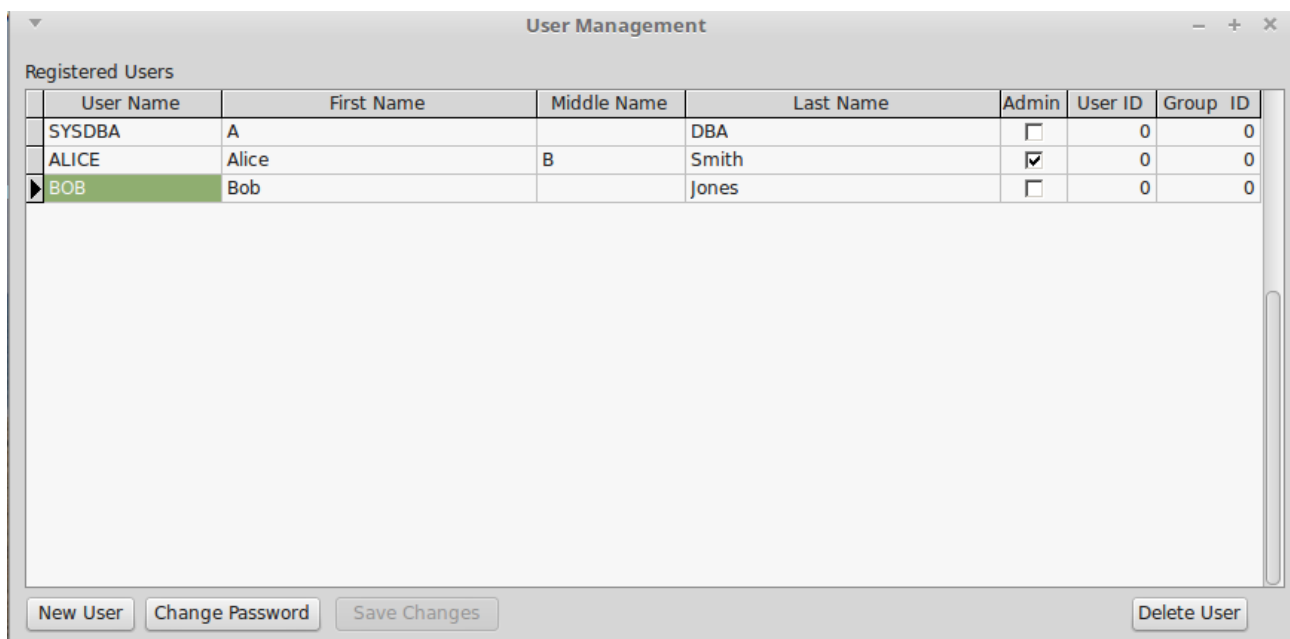 User Management
Registered Users
User Name First Name Middle Name Last Name Admin User ID Group ID
SYSDBA A DBA 0 0
ALICE Alice B Smith 0 0
BOB Bob Jones 0 0
New User Change Password Save Changes Delete User